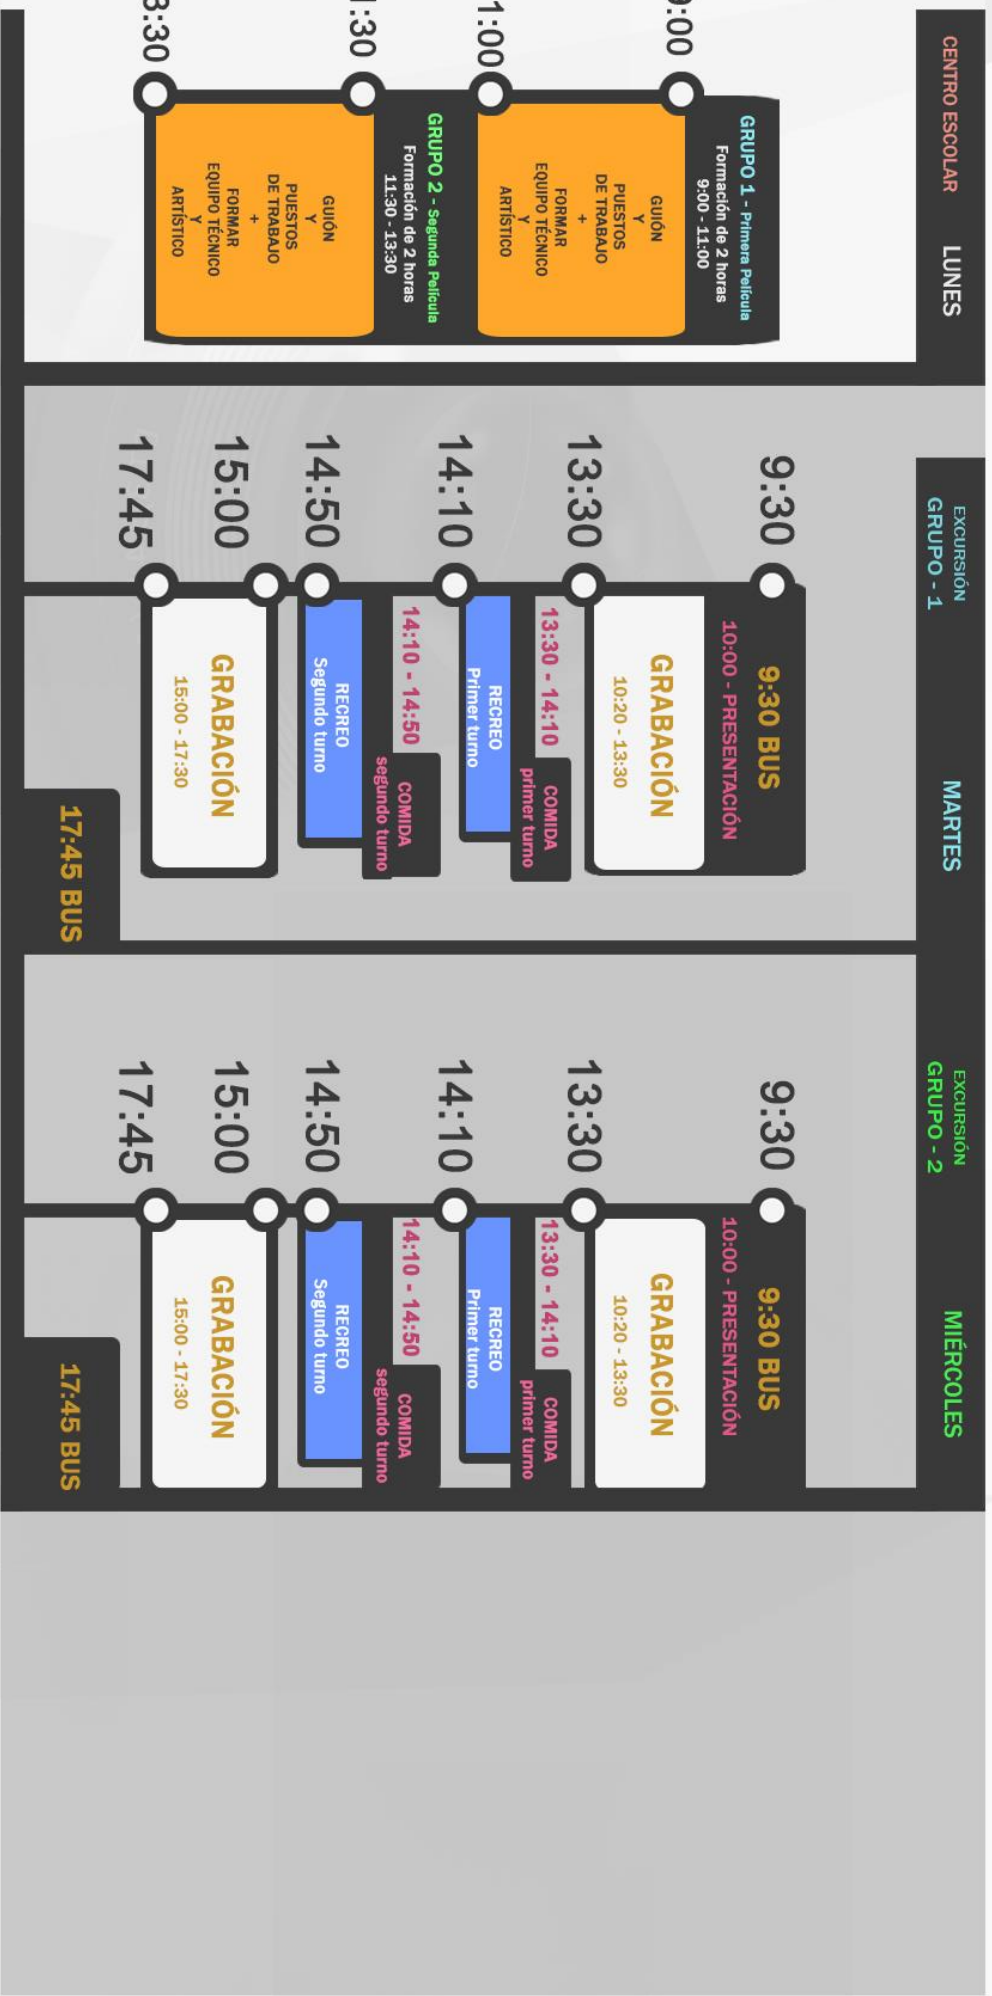 CENTRO ESCOLAR
LUNES
9:00
GRUPO 1 - Primera Película
Formación de 2 horas
9:00 - 11:00
GUIÓN
Y
PUESTOS
DE TRABAJO
+
FORMAR
EQUIPO TÉCNICO
Y
ARTÍSTICO
1:00
1:30
GRUPO 2 - Segunda Película
Formación de 2 horas
11:30 - 13:30
GUIÓN
Y
PUESTOS
DE TRABAJO
+
FORMAR
EQUIPO TÉCNICO
Y
ARTÍSTICO
3:30
EXCURSIÓN
GRUPO - 1
MARTES
9:30
9:30 BUS
10:00 - PRESENTACIÓN
GRABACIÓN
10:20 - 13:30
13:30
13:30 - 14:10
COMIDA
primer turno
14:10
RECREO
Primer turno
14:10 - 14:50
COMIDA
segundo turno
14:50
RECREO
Segundo turno
15:00
GRABACIÓN
15:00 - 17:30
17:45
17:45 BUS
EXCURSIÓN
GRUPO - 2
MIÉRCOLES
9:30
9:30 BUS
10:00 - PRESENTACIÓN
GRABACIÓN
10:20 - 13:30
13:30
13:30 - 14:10
COMIDA
primer turno
14:10
RECREO
Primer turno
14:10 - 14:50
COMIDA
segundo turno
14:50
RECREO
Segundo turno
15:00
GRABACIÓN
15:00 - 17:30
17:45
17:45 BUS